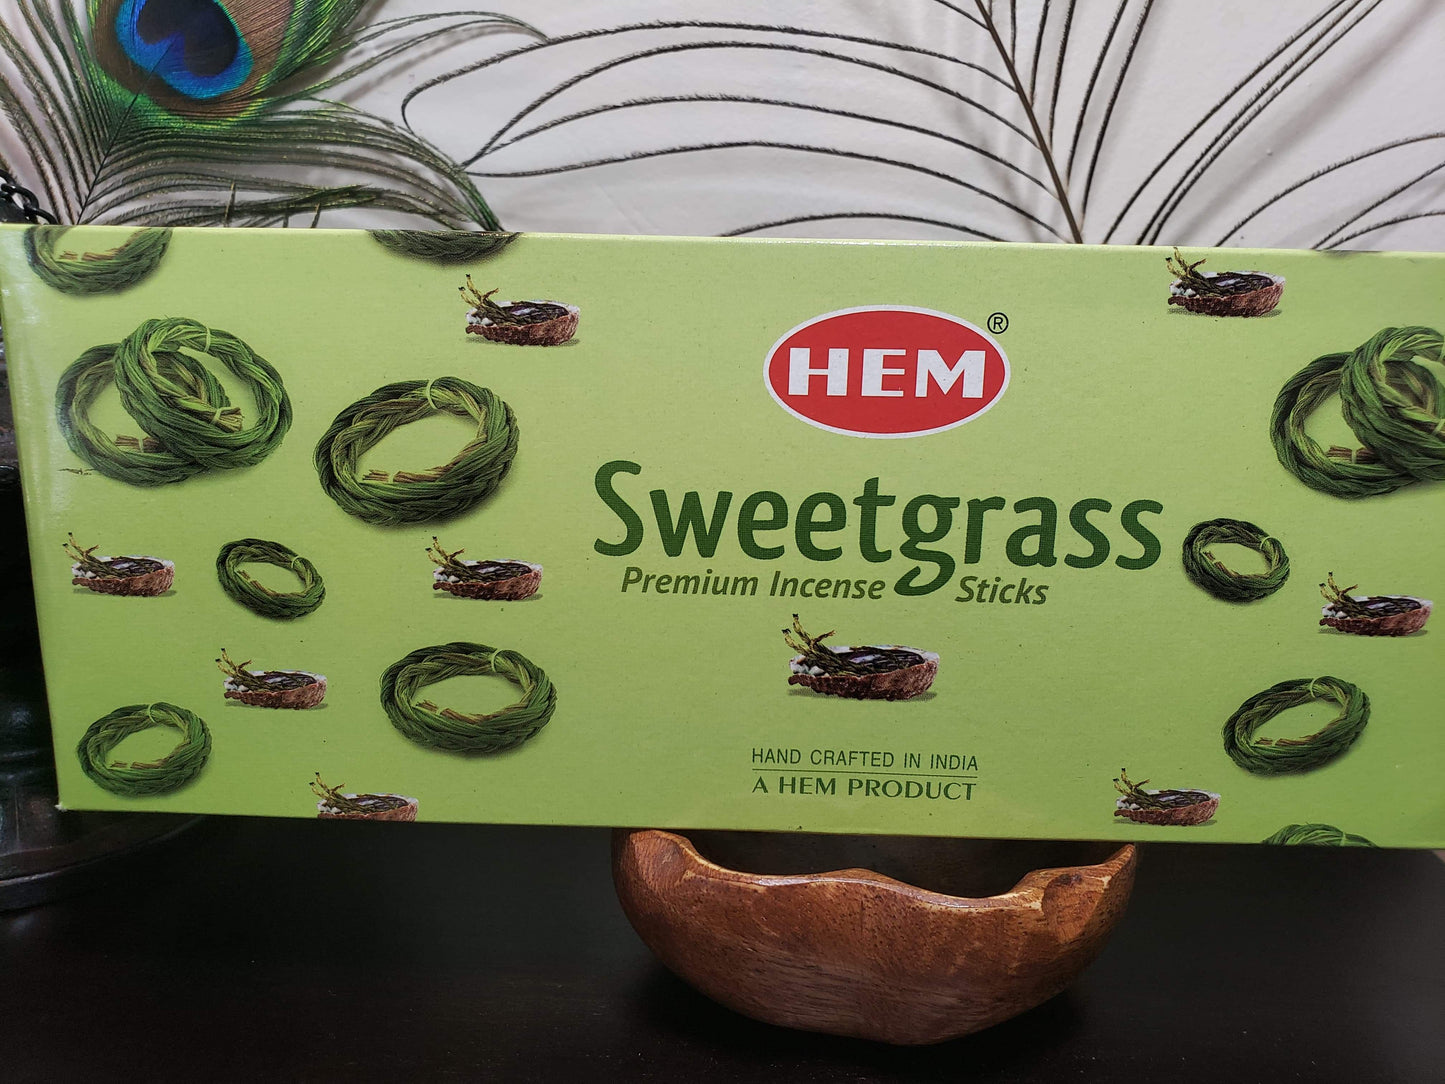 HEM®
Sweetgrass
Premium Incense Sticks
HAND CRAFTED IN INDIA
A HEM PRODUCT